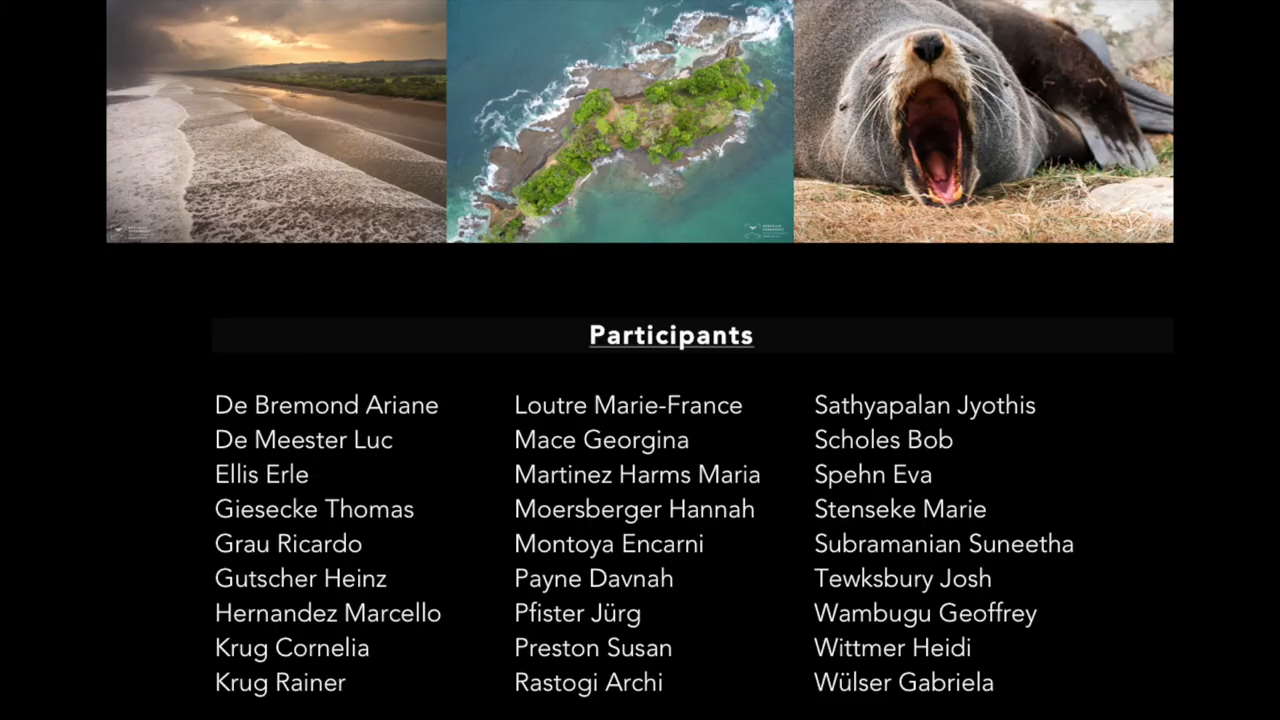 Participants
De Bremond Ariane
De Meester Luc
Ellis Erle
Giesecke Thomas
Grau Ricardo
Gutscher Heinz
Hernandez Marcello
Krug Cornelia
Krug Rainer
Loutre Marie-France
Mace Georgina
Martinez Harms Maria
Moersberger Hannah
Montoya Encarni
Payne Davnah
Pfister Jürg
Preston Susan
Rastogi Archi
Sathyapalan Jyothis
Scholes Bob
Spehn Eva
Stenseke Marie
Subramanian Suneetha
Tewksbury Josh
Wambugu Geoffrey
Wittmer Heidi
Wülser Gabriela